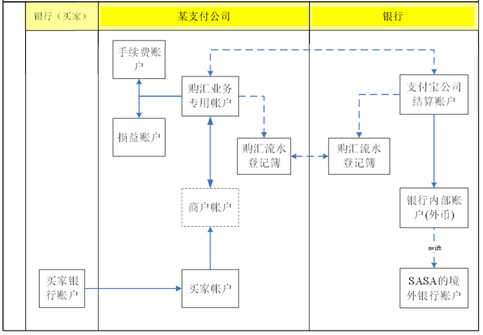 银行（买家）
某支付公司
银行
手续费账
户
购汇业务
专用帐户
支付宝公司
结算账户
损益账户
购汇流水
登记簿
购汇流水
登记簿
商户帐户
银行内部账
户(外币)
swift
买家银
行账户
买家帐户
SASA的境
外银行账户